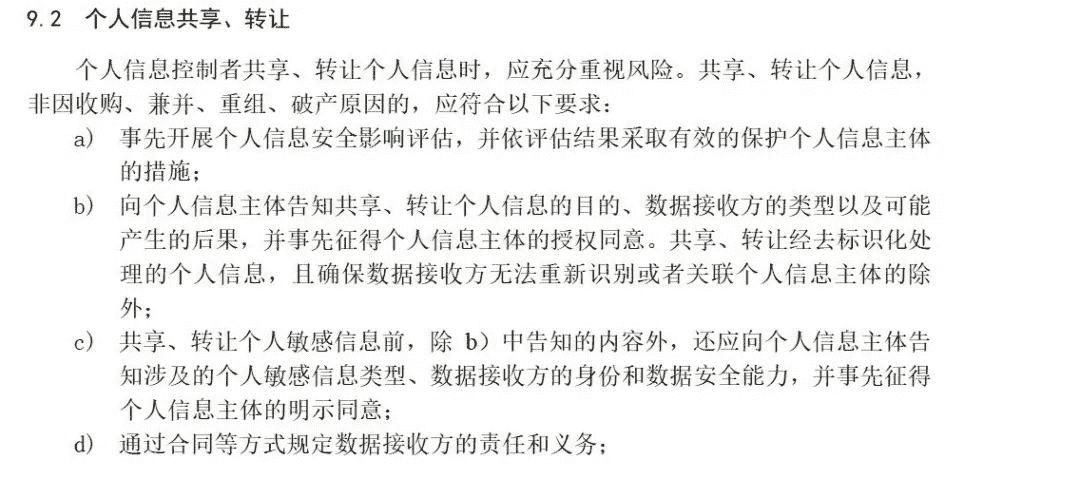 9.2 个人信息共享、转让
个人信息控制者共享、转让个人信息时，应充分重视风险。共享、转让个人信息，
非因收购、兼并、重组、破产原因的，应符合以下要求：
a) 事先开展个人信息安全影响评估，并依评估结果采取有效的保护个人信息主体
的措施；
b) 向个人信息主体告知共享、转让个人信息的目的、数据接收方的类型以及可能
产生的后果，并事先征得个人信息主体的授权同意。共享、转让经去标识化处
理的个人信息，且确保数据接收方无法重新识别或者关联个人信息主体的除
外；
c) 共享、转让个人敏感信息前，除 b）中告知的内容外，还应向个人信息主体告
知涉及的个人敏感信息类型、数据接收方的身份和数据安全能力，并事先征得
个人信息主体的明示同意；
d) 通过合同等方式规定数据接收方的责任和义务；